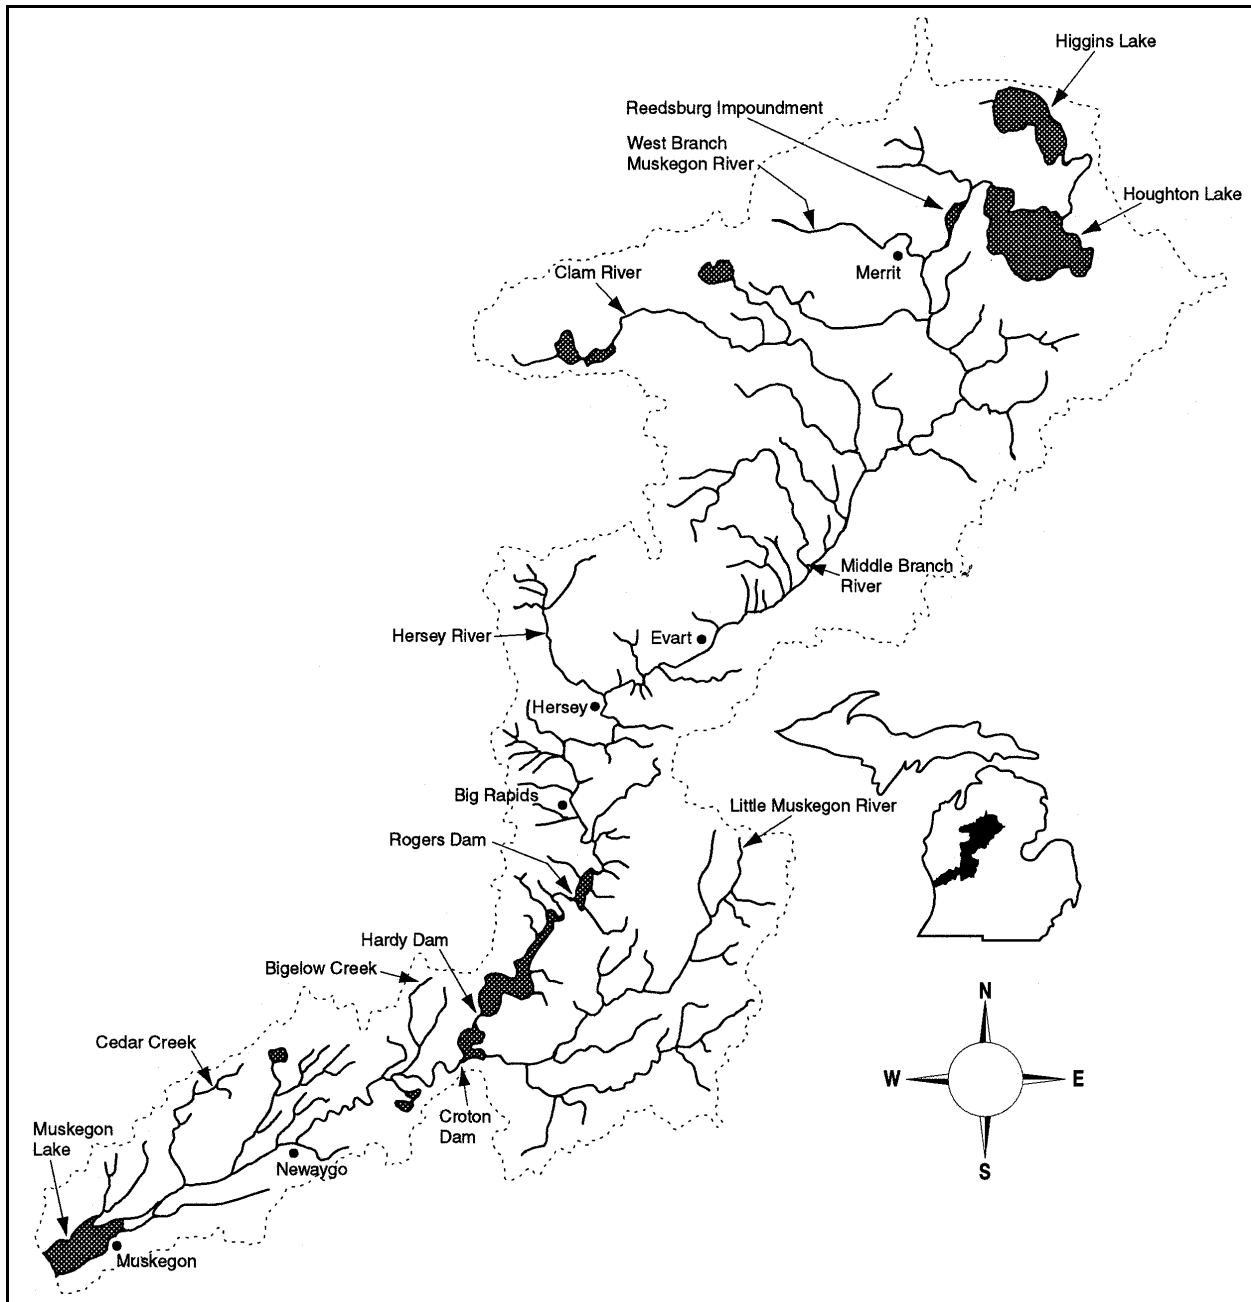 Higgins Lake
Reedsburg Impoundment
West Branch
Muskegon River
Houghton Lake
Merrit
Clam River
Middle Branch
River
Hersey River
Evart
Hersey
Big Rapids
Little Muskegon River
Rogers Dam
Hardy Dam
Bigelow Creek
N
Cedar Creek
W
E
Croton
Dam
Muskegon
Lake
Newaygo
S
Muskegon